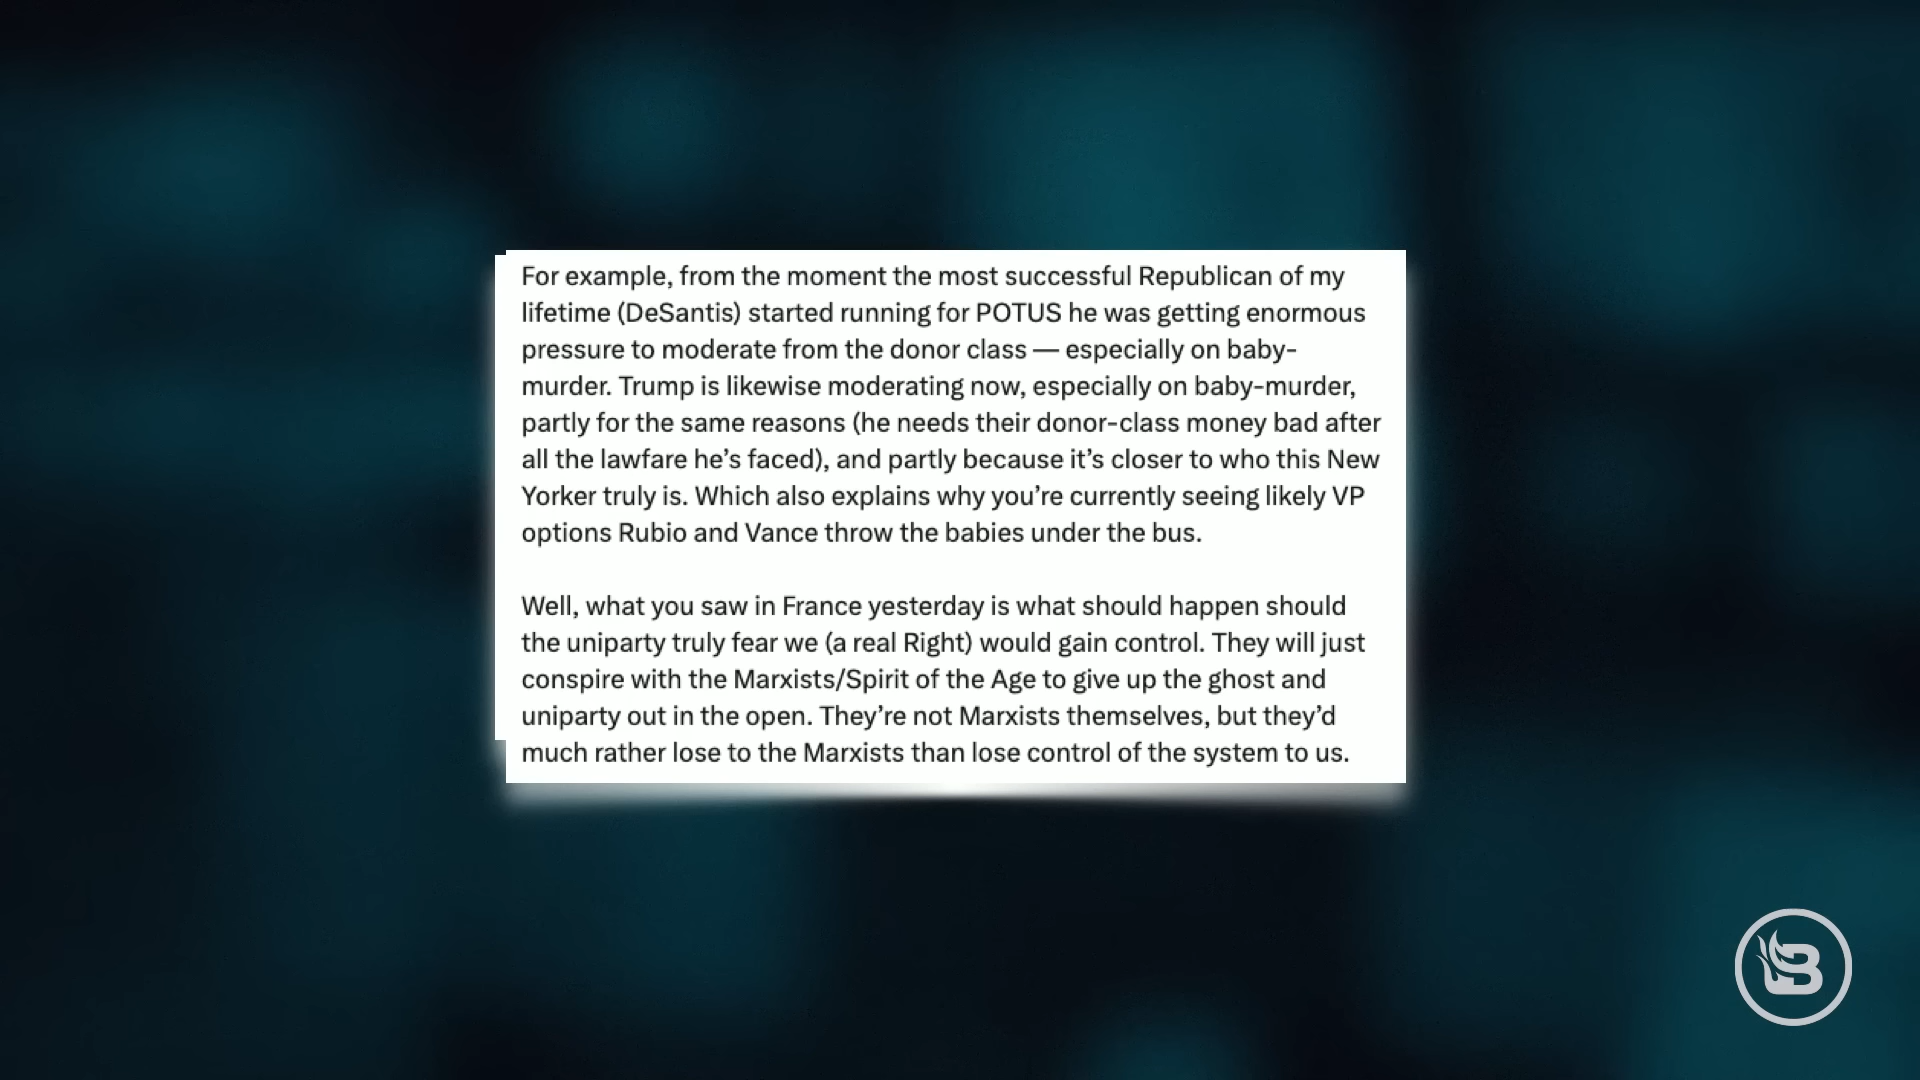 For example, from the moment the most successful Republican of my
lifetime (DeSantis) started running for POTUS he was getting enormous
pressure to moderate from the donor class — especially on baby-
murder. Trump is likewise moderating now, especially on baby-murder,
partly for the same reasons (he needs their donor-class money bad after
all the lawfare he’s faced), and partly because it’s closer to who this New
Yorker truly is. Which also explains why you’re currently seeing likely VP
options Rubio and Vance throw the babies under the bus.
Well, what you saw in France yesterday is what should happen should
the uniparty truly fear we (a real Right) would gain control. They will just
conspire with the Marxists/Spirit of the Age to give up the ghost and
uniparty out in the open. They’re not Marxists themselves, but they’d
much rather lose to the Marxists than lose control of the system to us.
B